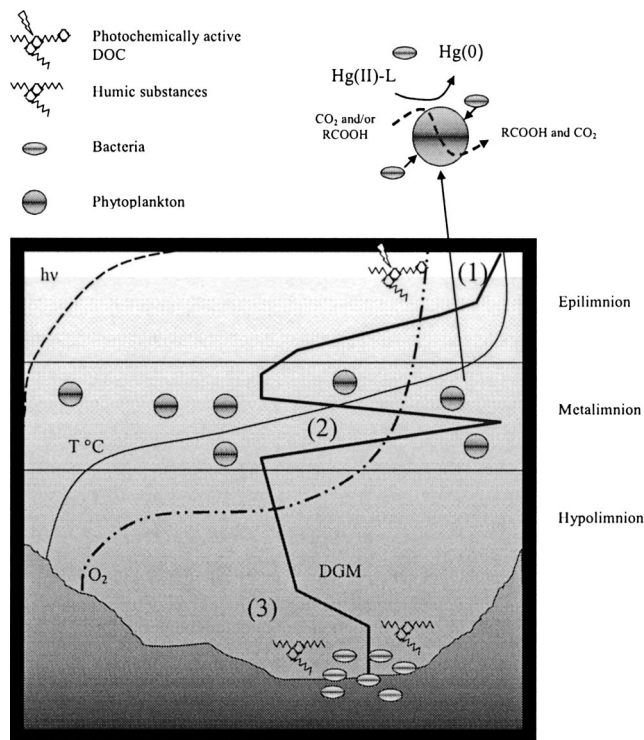 Photochemically active
DOC
Humic substances
Bacteria
Phytoplankton
Hg(0)
Hg(II)-L
CO₂ and/or
RCOOH
RCOOH and CO₂
hν
(1)
Epilimnion
Metalimnion
(2)
T °C
Hypolimnion
O₂
DGM
(3)